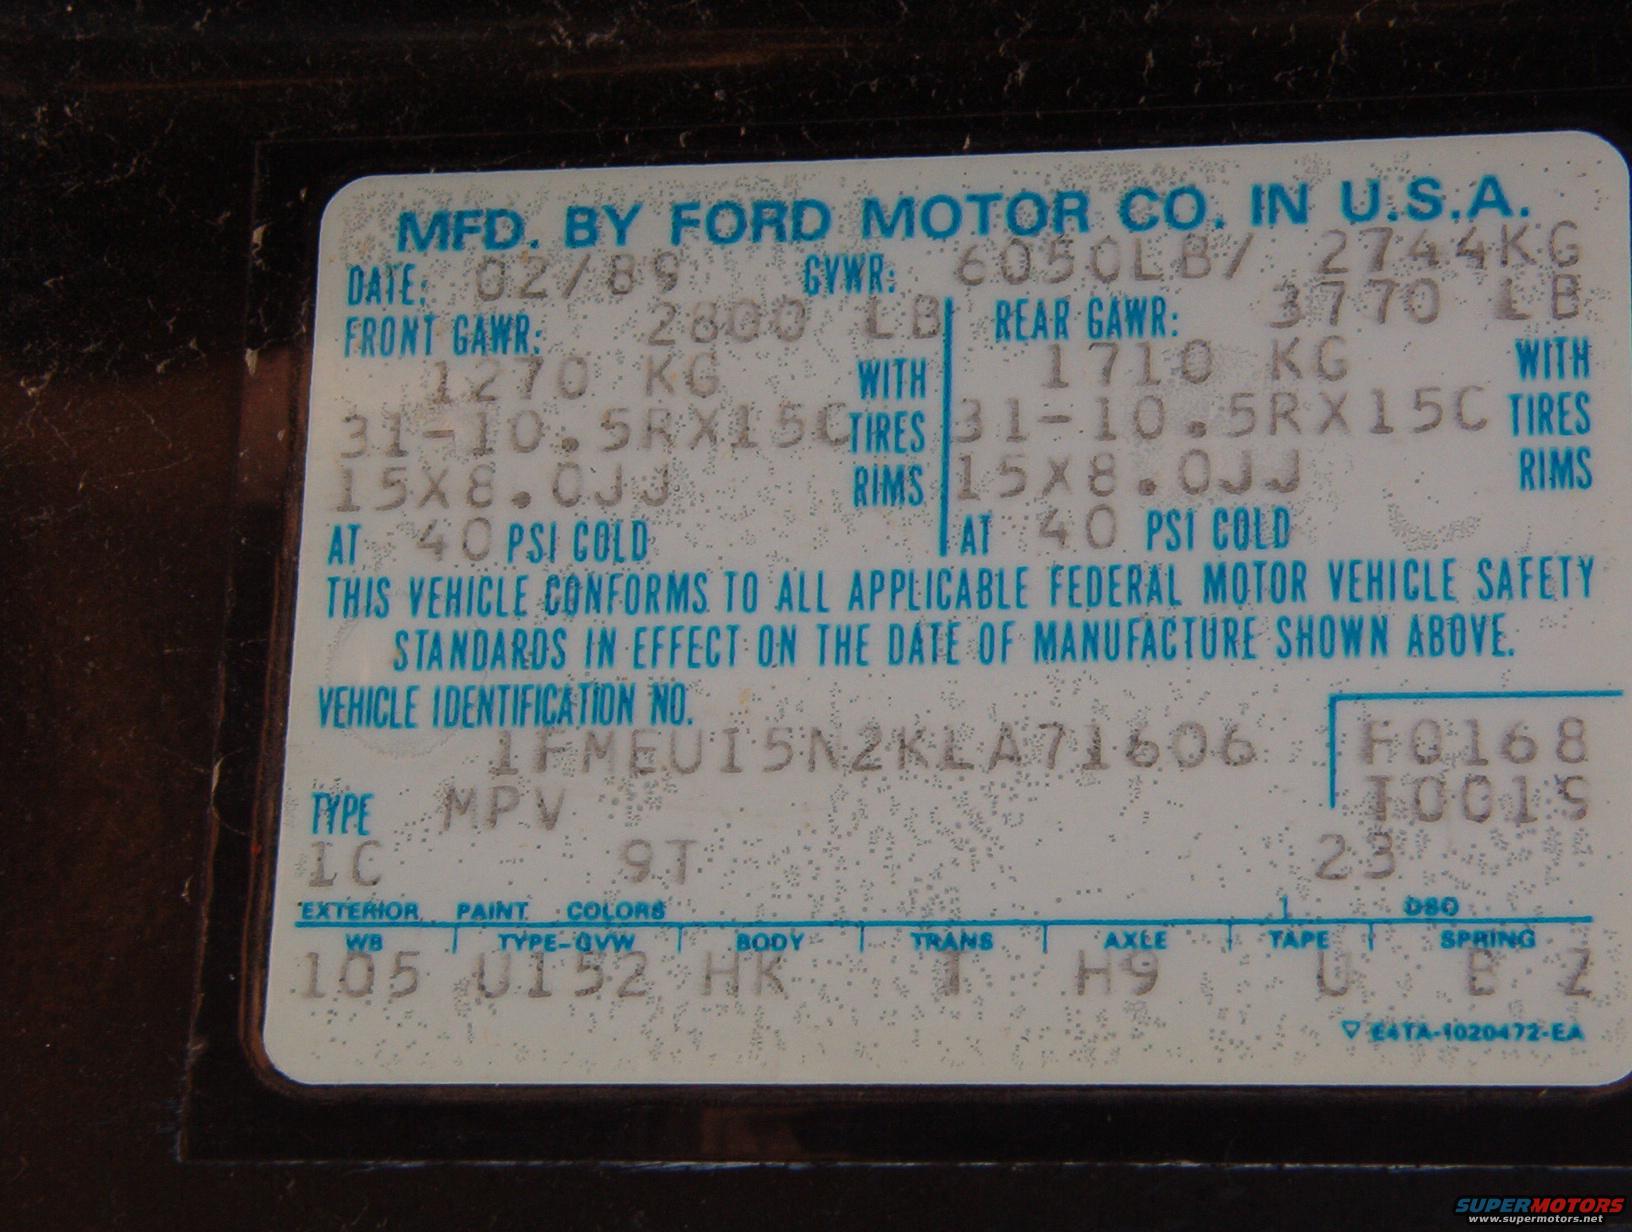 MFD. BY FORD MOTOR CO. IN U.S.A.
DATE: 02/89 GVWR: 6050LB/ 2744KG
FRONT GAWR: 2800 LB REAR GAWR: 3770 LB
1270 KG WITH 1710 KG WITH
31-10.5RX15C TIRES 31-10.5RX15C TIRES
15X8.0JJ RIMS 15X8.0JJ RIMS
AT 40 PSI COLD AT 40 PSI COLD
THIS VEHICLE CONFORMS TO ALL APPLICABLE FEDERAL MOTOR VEHICLE SAFETY
STANDARDS IN EFFECT ON THE DATE OF MANUFACTURE SHOWN ABOVE.
VEHICLE IDENTIFICATION NO.
1FMEU15N2KLA71606 F0168
TYPE MPV T001S
1C 9T 23
EXTERIOR PAINT COLORS DSO
WB TYPE-GVW BODY TRANS AXLE TAPE SPRING
105 U152 HK T H9 U B Z
▽ E4TA-1020472-EA
SUPERMOTORS
www.supermotors.net